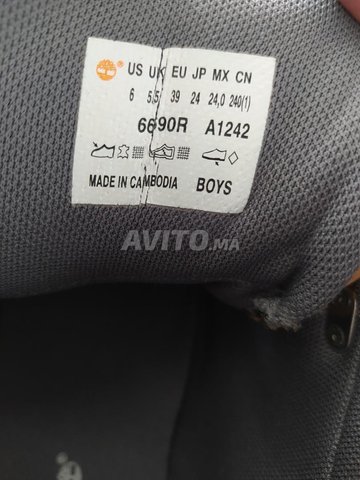 US UK EU JP MX CN
6 5,5 39 24 24,0 240(1)
6690R A1242
MADE IN CAMBODIA BOYS
AVITO.MA